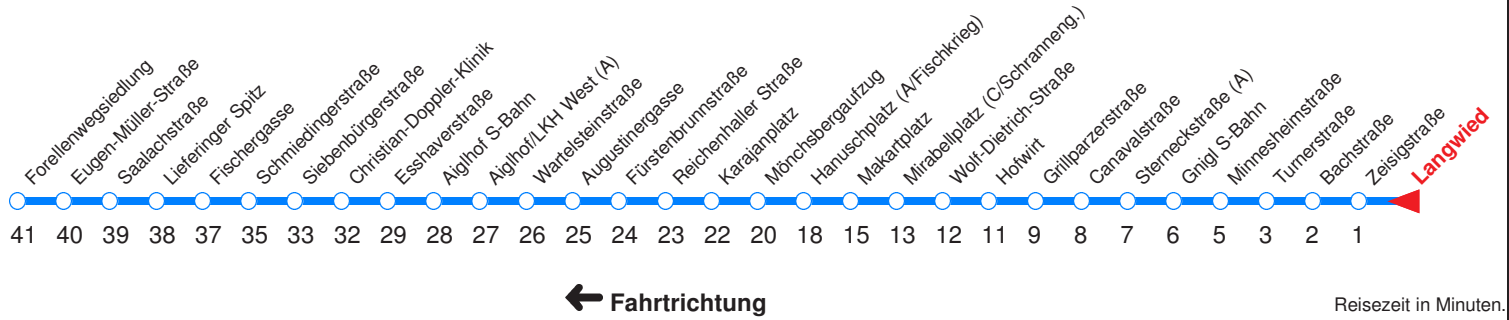 Forellenwegsiedlung
Eugen-Müller-Straße
Saalachstraße
Lieferinger Spitz
Fischergasse
Schmiedingerstraße
Siebenbürgerstraße
Christian-Doppler-Klinik
Esshaverstraße
Aiglhof S-Bahn
Aiglhof/LKH West (A)
Wartelsteinstraße
Augustinergasse
Fürstenbrunnstraße
Reichenhaller Straße
Karajanplatz
Mönchsbergaufzug
Hanuschplatz (A/Fischkrieg)
Makartplatz
Mirabellplatz (C/Schranneng.)
Wolf-Dietrich-Straße
Hofwirt
Grillparzerstraße
Canavalstraße
Sterneckstraße (A)
Gnigl S-Bahn
Minnesheimstraße
Turnerstraße
Bachstraße
Zeisigstraße
Langwied
41 40 39 38 37 35 33 32 29 28 27 26 25 24 23 22 20 18 15 13 12 11 9 8 7 6 5 3 2 1
Fahrtrichtung
Reisezeit in Minuten.